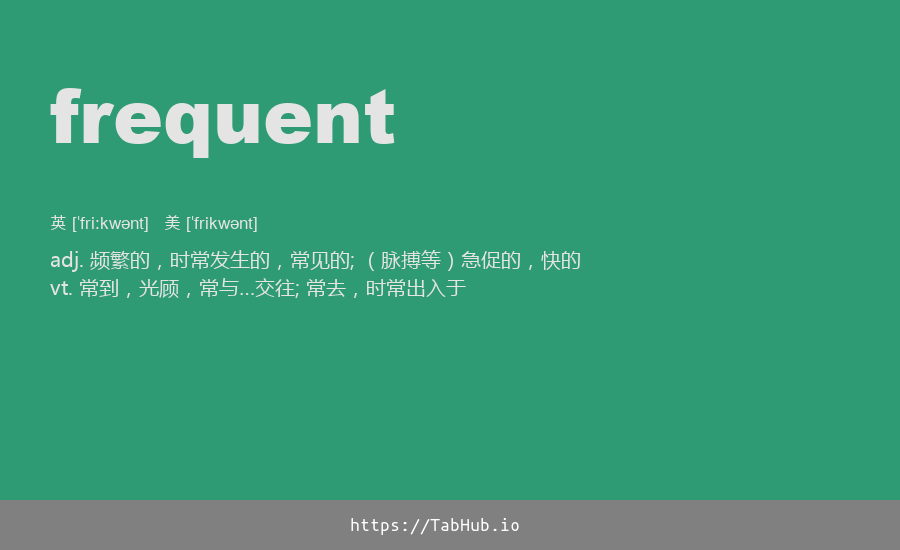 frequent
英 [ˈfriːkwənt] 美 [ˈfrikwənt]
adj. 频繁的，时常发生的，常见的; （ 脉搏等 ）急促的，快的
vt. 常到，光顾，常与…交往; 常去，时常出入于
https://TabHub.io